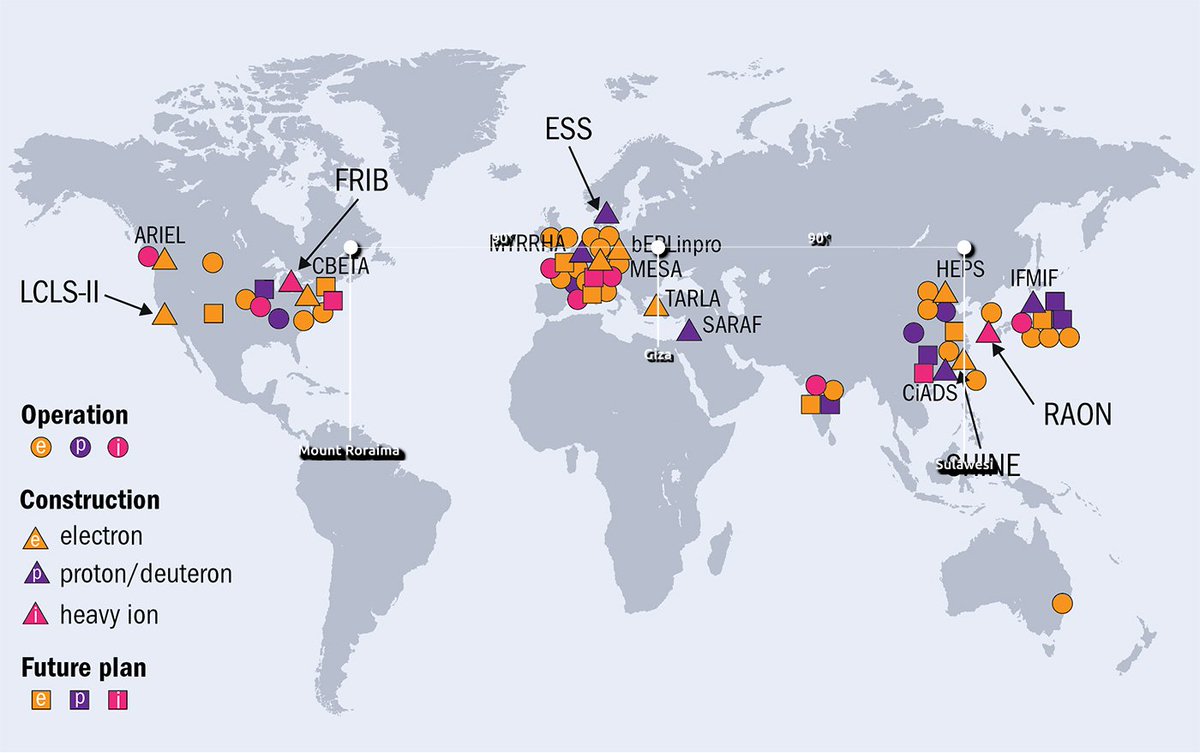 ESS
FRIB
ARIEL
CBETA
LCLS-II
90°
MYRRHA
bERLinpro
MESA
TARLA
SARAF
Giza
90°
HEPS
IFMIF
CiADS
RAON
SHINE
Sulawesi
Mount Roraima
Operation
e p i
Construction
e electron
p proton/deuteron
i heavy ion
Future plan
e p i